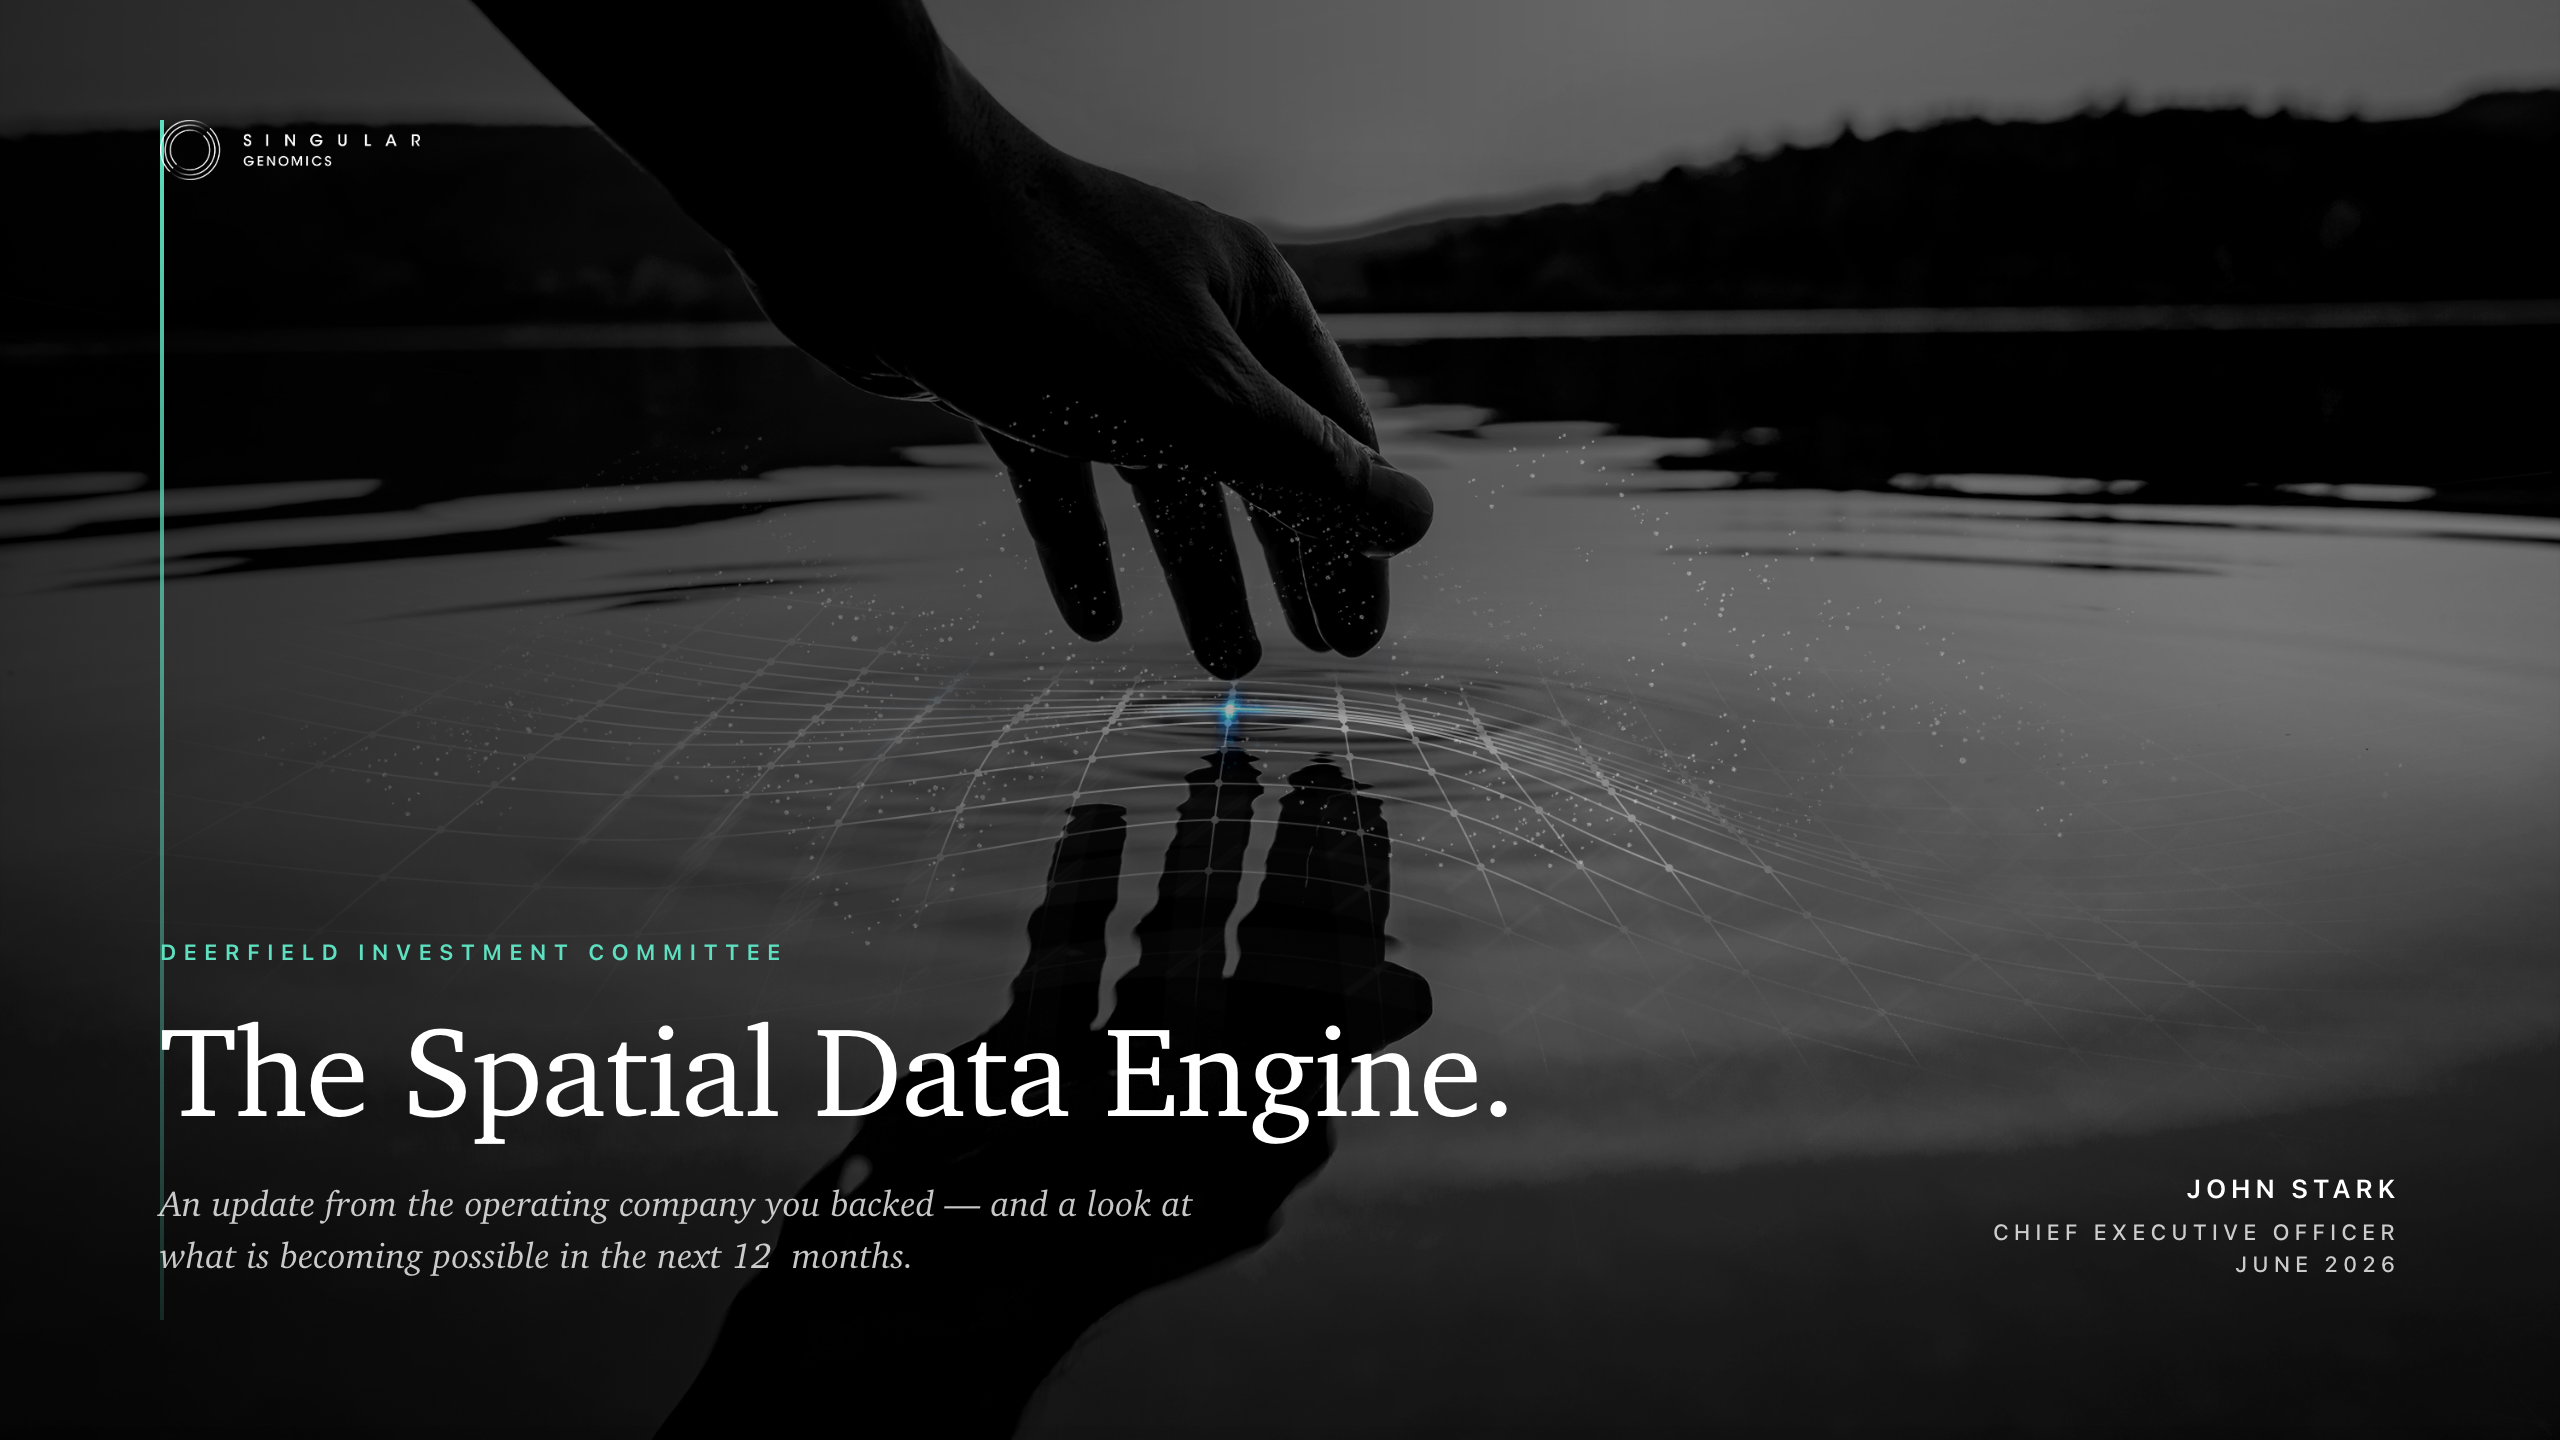 SINGULAR
GENOMICS
DEERFIELD INVESTMENT COMMITTEE
The Spatial Data Engine.
An update from the operating company you backed — and a look at
what is becoming possible in the next 12  months.
JOHN STARK
CHIEF EXECUTIVE OFFICER
JUNE 2026